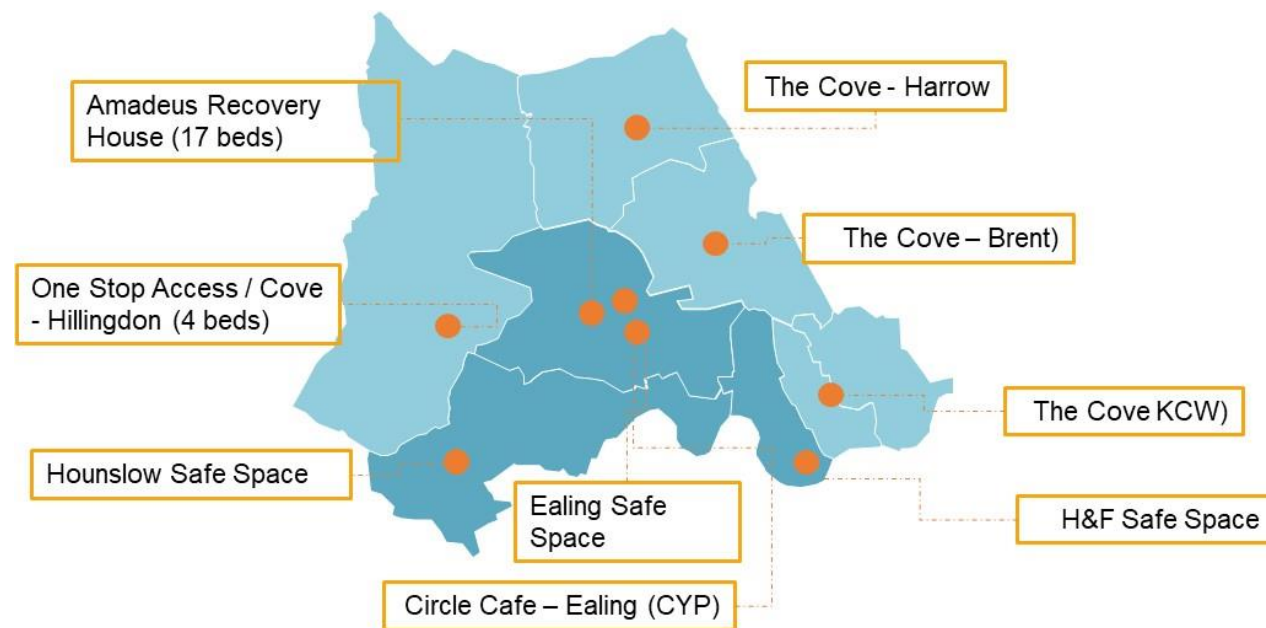 The Cove - Harrow
Amadeus Recovery
House (17 beds)
The Cove – Brent)
One Stop Access / Cove
- Hillingdon (4 beds)
The Cove KCW)
Hounslow Safe Space
Ealing Safe
Space
H&F Safe Space
Circle Cafe – Ealing (CYP)